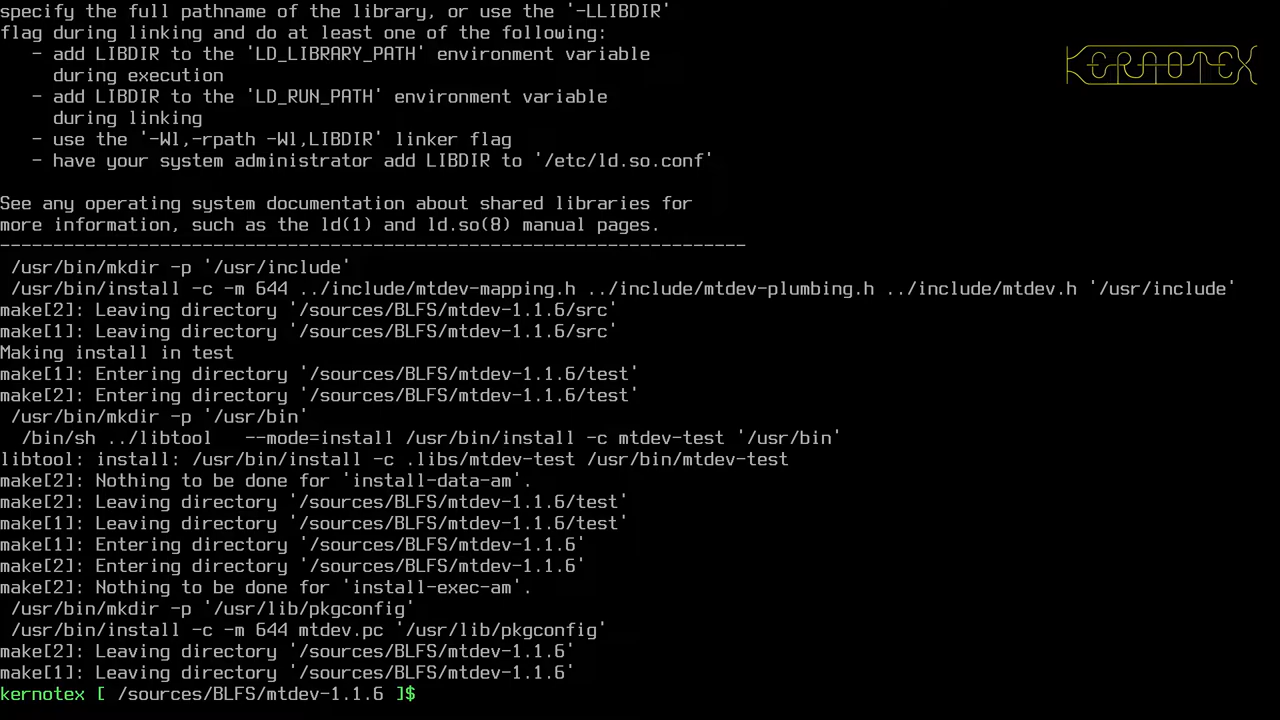 specify the full pathname of the library, or use the '-LLIBDIR'
flag during linking and do at least one of the following:
   - add LIBDIR to the 'LD_LIBRARY_PATH' environment variable
     during execution
   - add LIBDIR to the 'LD_RUN_PATH' environment variable
     during linking
   - use the '-Wl,-rpath -Wl,LIBDIR' linker flag
   - have your system administrator add LIBDIR to '/etc/ld.so.conf'
KERNOTEX

See any operating system documentation about shared libraries for
more information, such as the ld(1) and ld.so(8) manual pages.
----------------------------------------------------------------------
 /usr/bin/mkdir -p '/usr/include'
 /usr/bin/install -c -m 644 ../include/mtdev-mapping.h ../include/mtdev-plumbing.h ../include/mtdev.h '/usr/include'
make[2]: Leaving directory '/sources/BLFS/mtdev-1.1.6/src'
make[1]: Leaving directory '/sources/BLFS/mtdev-1.1.6/src'
Making install in test
make[1]: Entering directory '/sources/BLFS/mtdev-1.1.6/test'
make[2]: Entering directory '/sources/BLFS/mtdev-1.1.6/test'
 /usr/bin/mkdir -p '/usr/bin'
  /bin/sh ../libtool   --mode=install /usr/bin/install -c mtdev-test '/usr/bin'
libtool: install: /usr/bin/install -c .libs/mtdev-test /usr/bin/mtdev-test
make[2]: Nothing to be done for 'install-data-am'.
make[2]: Leaving directory '/sources/BLFS/mtdev-1.1.6/test'
make[1]: Leaving directory '/sources/BLFS/mtdev-1.1.6/test'
make[1]: Entering directory '/sources/BLFS/mtdev-1.1.6'
make[2]: Entering directory '/sources/BLFS/mtdev-1.1.6'
make[2]: Nothing to be done for 'install-exec-am'.
 /usr/bin/mkdir -p '/usr/lib/pkgconfig'
 /usr/bin/install -c -m 644 mtdev.pc '/usr/lib/pkgconfig'
make[2]: Leaving directory '/sources/BLFS/mtdev-1.1.6'
make[1]: Leaving directory '/sources/BLFS/mtdev-1.1.6'
kernotex [ /sources/BLFS/mtdev-1.1.6 ]$